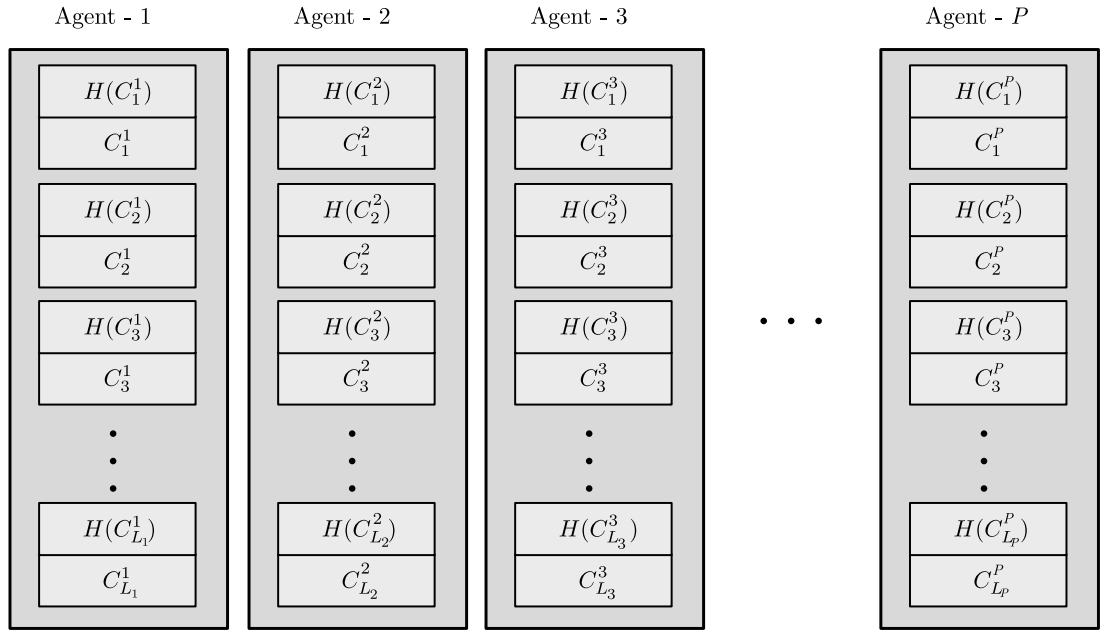 Agent - 1 Agent - 2 Agent - 3 Agent - P
H(C_1^1) H(C_1^2) H(C_1^3) H(C_1^P)
C_1^1 C_1^2 C_1^3 C_1^P
H(C_2^1) H(C_2^2) H(C_2^3) H(C_2^P)
C_2^1 C_2^2 C_2^3 C_2^P
H(C_3^1) H(C_3^2) H(C_3^3) H(C_3^P)
C_3^1 C_3^2 C_3^3 C_3^P
H(C_{L_1}^1) H(C_{L_2}^2) H(C_{L_3}^3) H(C_{L_P}^P)
C_{L_1}^1 C_{L_2}^2 C_{L_3}^3 C_{L_P}^P